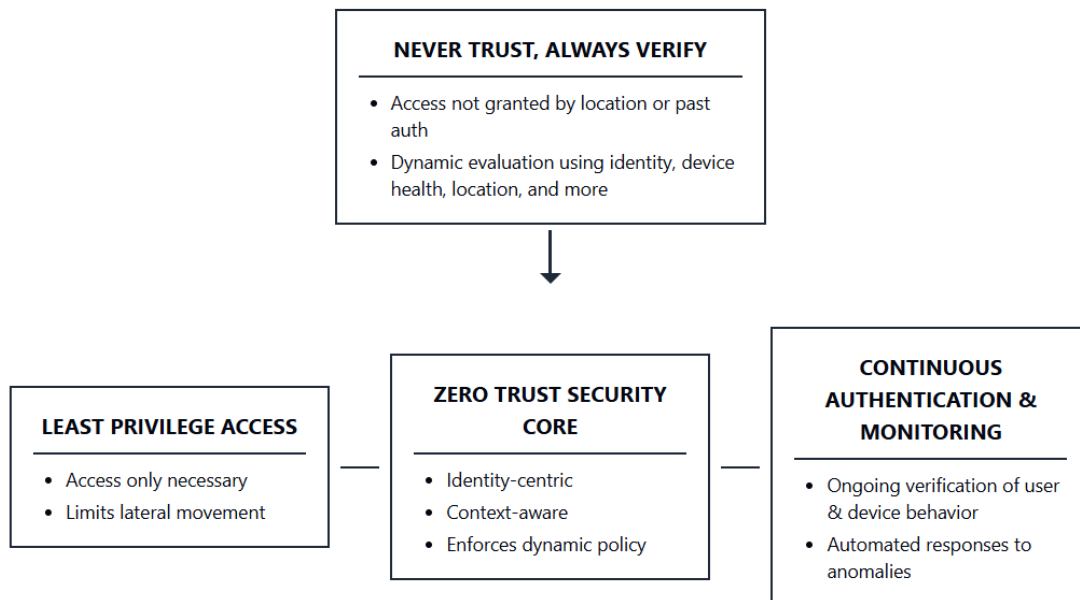 NEVER TRUST, ALWAYS VERIFY
• Access not granted by location or past
auth
• Dynamic evaluation using identity, device
health, location, and more
LEAST PRIVILEGE ACCESS
• Access only necessary
• Limits lateral movement
ZERO TRUST SECURITY
CORE
• Identity-centric
• Context-aware
• Enforces dynamic policy
CONTINUOUS
AUTHENTICATION &
MONITORING
• Ongoing verification of user
& device behavior
• Automated responses to
anomalies